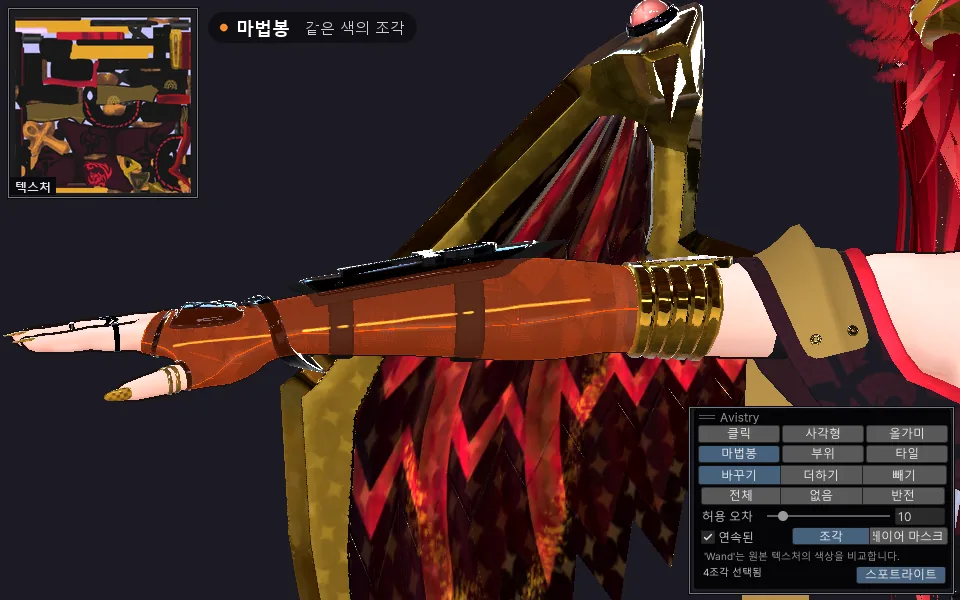 마법봉 같은 색의 조각
텍스처
Avistry
클릭 사각형 올가미
마법봉 부위 타일
바꾸기 더하기 빼기
전체 없음 반전
허용 오차 10
연속된 조각 레이어 마스크
'Wand'는 원본 텍스처의 색상을 비교합니다.
4조각 선택됨
스포트라이트